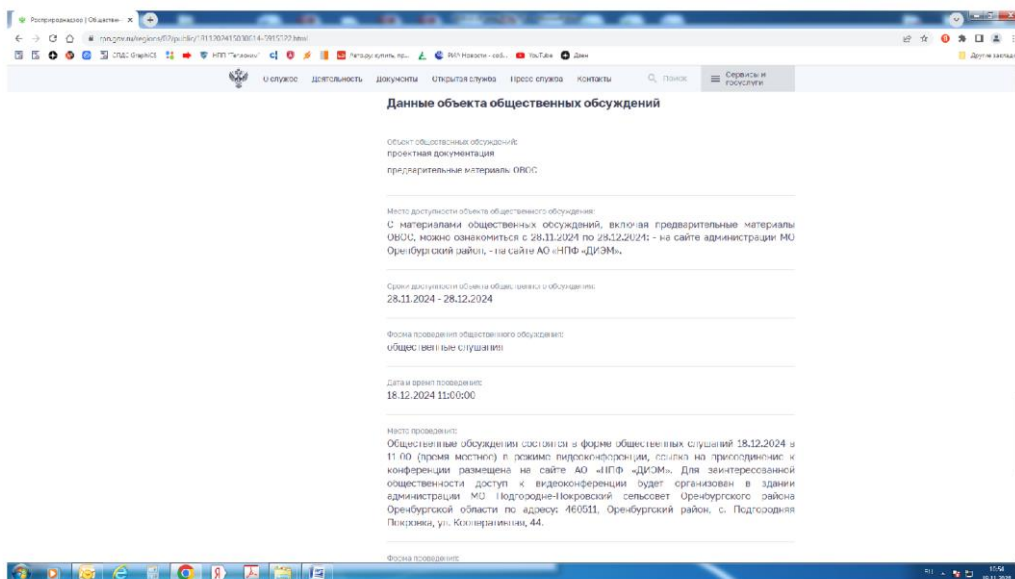 Росприроднадзор | Обществен
СПДС GraphiCS
YouTube
Дзен
О службе Деятельность Документы Открытая служба Пресс служба Контакты Поиск Сервисы и
госуслуги
Данные объекта общественных обсуждений
Объект общественных обсуждений:
проектная документация
предварительные материалы ОВОС
Место доступности объекта общественного обсуждения:
С материалами общественных обсуждений, включая предварительные материалы
ОВОС, можно ознакомиться с 28.11.2024 по 28.12.2024: - на сайте администрации МО
Оренбургский район, - на сайте АО «НПФ «ДИЭМ».
Сроки доступности объекта общественного обсуждения:
28.11.2024 - 28.12.2024
Форма проведения общественного обсуждения:
общественные слушания
Дата и время проведения:
18.12.2024 11:00:00
Место проведения:
Общественные обсуждения состоятся в форме общественных слушаний 18.12.2024 в
11.00 (время местное) в режиме видеоконференции, ссылка на присоединение к
конференции размещена на сайте АО «НПФ «ДИЭМ». Для заинтересованной
общественности доступ к видеоконференции будет организован в здании
администрации МО Подгородне-Покровский сельсовет Оренбургского района
Оренбургской области по адресу: 460511, Оренбургский район, с. Подгородняя
Покровка, ул. Кооперативная, 44.
Форма проведения:
10:54